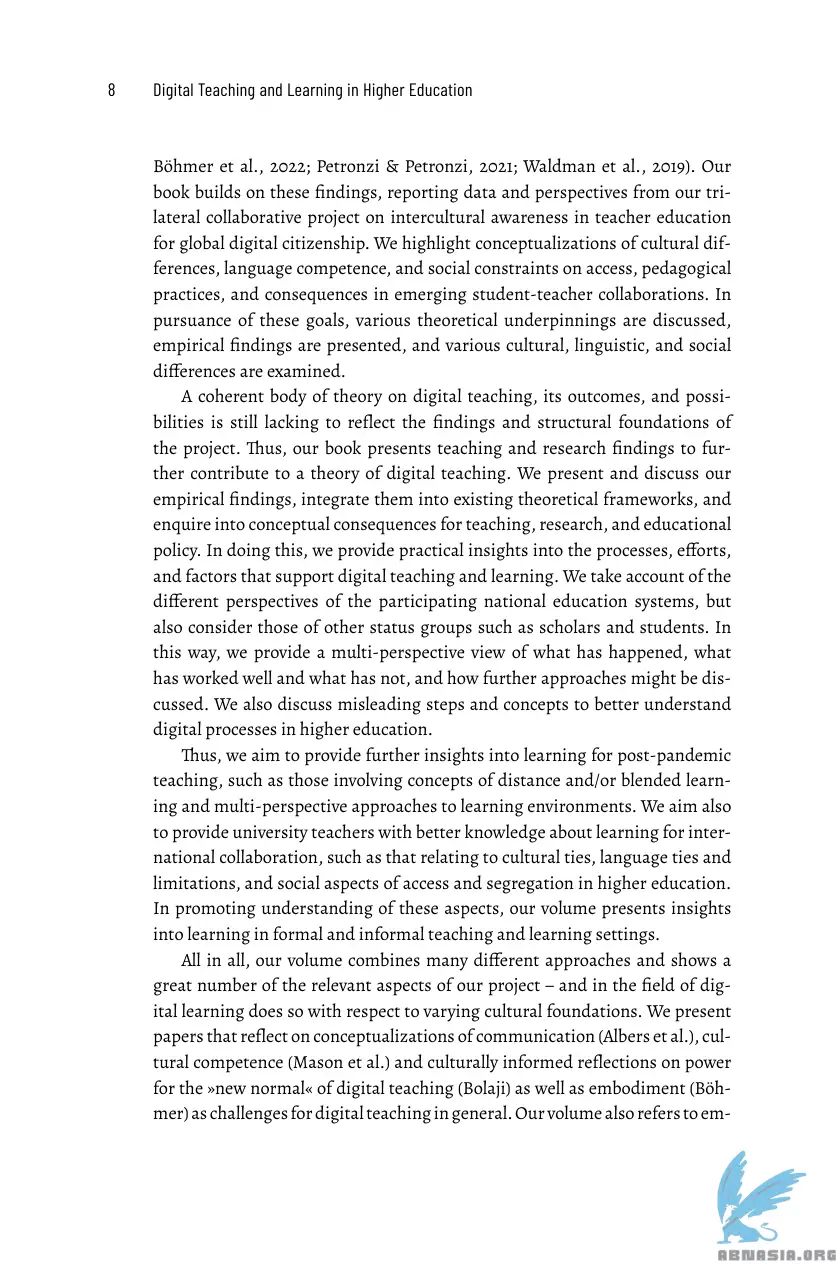 8 Digital Teaching and Learning in Higher Education
Böhmer et al., 2022; Petronzi & Petronzi, 2021; Waldman et al., 2019). Our
book builds on these findings, reporting data and perspectives from our tri-
lateral collaborative project on intercultural awareness in teacher education
for global digital citizenship. We highlight conceptualizations of cultural dif-
ferences, language competence, and social constraints on access, pedagogical
practices, and consequences in emerging student-teacher collaborations. In
pursuance of these goals, various theoretical underpinnings are discussed,
empirical findings are presented, and various cultural, linguistic, and social
differences are examined.
A coherent body of theory on digital teaching, its outcomes, and possi-
bilities is still lacking to reflect the findings and structural foundations of
the project. Thus, our book presents teaching and research findings to fur-
ther contribute to a theory of digital teaching. We present and discuss our
empirical findings, integrate them into existing theoretical frameworks, and
enquire into conceptual consequences for teaching, research, and educational
policy. In doing this, we provide practical insights into the processes, efforts,
and factors that support digital teaching and learning. We take account of the
different perspectives of the participating national education systems, but
also consider those of other status groups such as scholars and students. In
this way, we provide a multi-perspective view of what has happened, what
has worked well and what has not, and how further approaches might be dis-
cussed. We also discuss misleading steps and concepts to better understand
digital processes in higher education.
Thus, we aim to provide further insights into learning for post-pandemic
teaching, such as those involving concepts of distance and/or blended learn-
ing and multi-perspective approaches to learning environments. We aim also
to provide university teachers with better knowledge about learning for inter-
national collaboration, such as that relating to cultural ties, language ties and
limitations, and social aspects of access and segregation in higher education.
In promoting understanding of these aspects, our volume presents insights
into learning in formal and informal teaching and learning settings.
All in all, our volume combines many different approaches and shows a
great number of the relevant aspects of our project – and in the field of dig-
ital learning does so with respect to varying cultural foundations. We present
papers that reflect on conceptualizations of communication (Albers et al.), cul-
tural competence (Mason et al.) and culturally informed reflections on power
for the »new normal« of digital teaching (Bolaji) as well as embodiment (Böh-
mer) as challenges for digital teaching in general. Our volume also refers to em-
ABNASIA.ORG